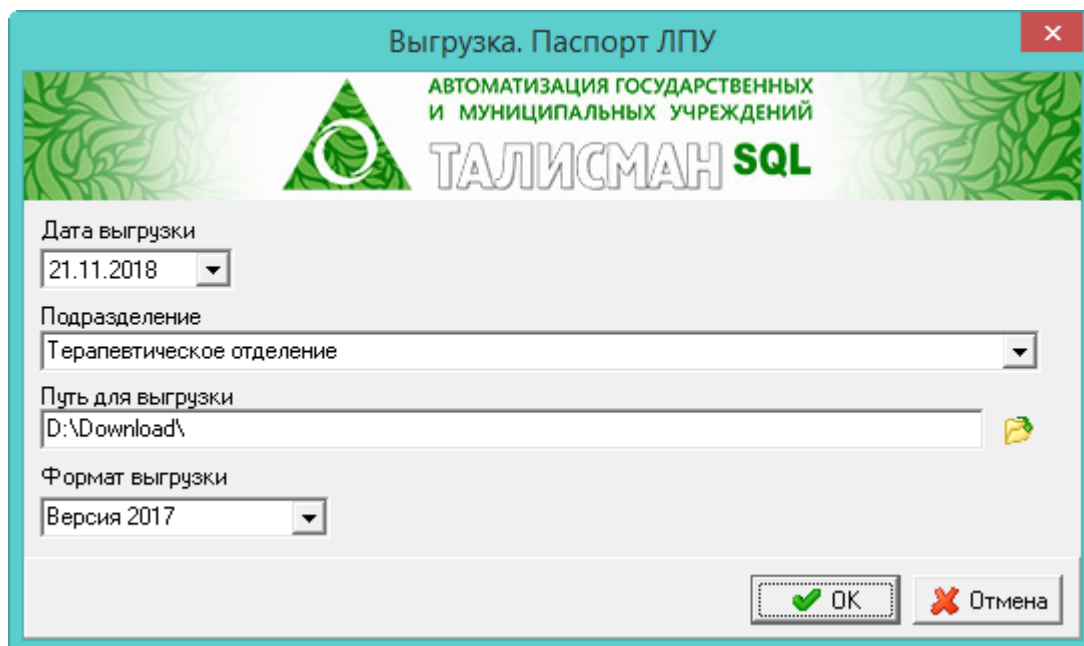 Выгрузка. Паспорт ЛПУ
АВТОМАТИЗАЦИЯ ГОСУДАРСТВЕННЫХ
И МУНИЦИПАЛЬНЫХ УЧРЕЖДЕНИЙ
ТАЛИСМАН SQL
Дата выгрузки
21.11.2018
Подразделение
Терапевтическое отделение
Путь для выгрузки
D:\Download\
Формат выгрузки
Версия 2017
OK Отмена